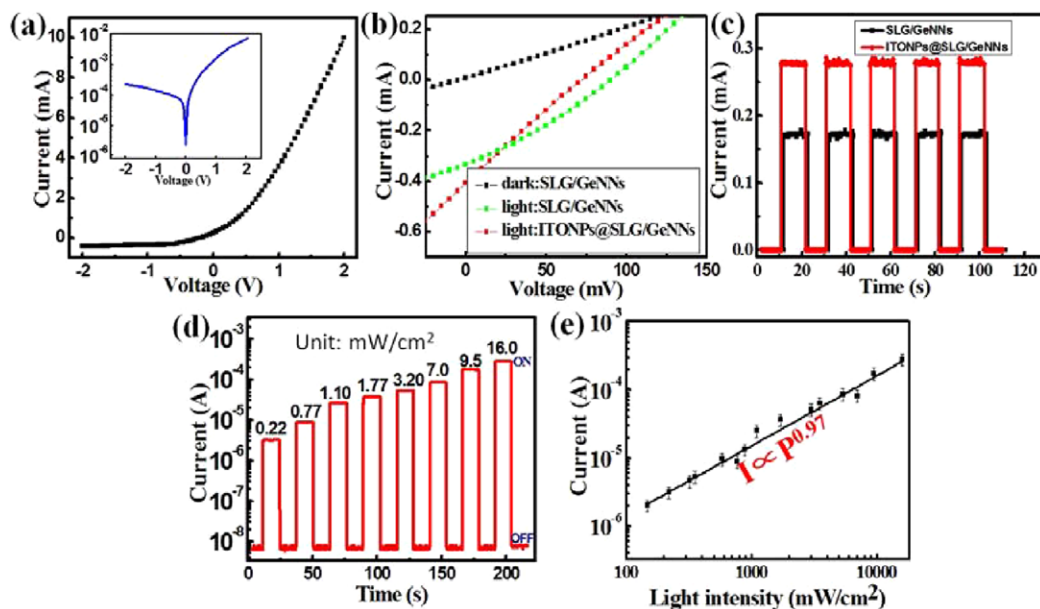 (a)
Current (mA)
10
8
6
4
2
0
-2
-1
0
1
2
Voltage (V)
10-2
10-3
10-4
10-5
10-6
-2
-1
0
1
2
Voltage (V)
(b)
Current (mA)
0.2
0.0
-0.2
-0.4
-0.6
0
50
100
150
Voltage (mV)
dark:SLG/GeNNs
light:SLG/GeNNs
light:ITONPs@SLG/GeNNs
(c)
Current (mA)
0.3
0.2
0.1
0.0
0
20
40
60
80
100
120
Time (s)
SLG/GeNNs
ITONPs@SLG/GeNNs
(d)
Current (A)
10-3
10-4
10-5
10-6
10-7
10-8
0
50
100
150
200
Time (s)
Unit: mW/cm2
0.22
0.77
1.10
1.77
3.20
7.0
9.5
16.0
ON
OFF
(e)
Current (A)
10-3
10-4
10-5
10-6
100
1000
10000
Light intensity (mW/cm2)
I∝P0.97